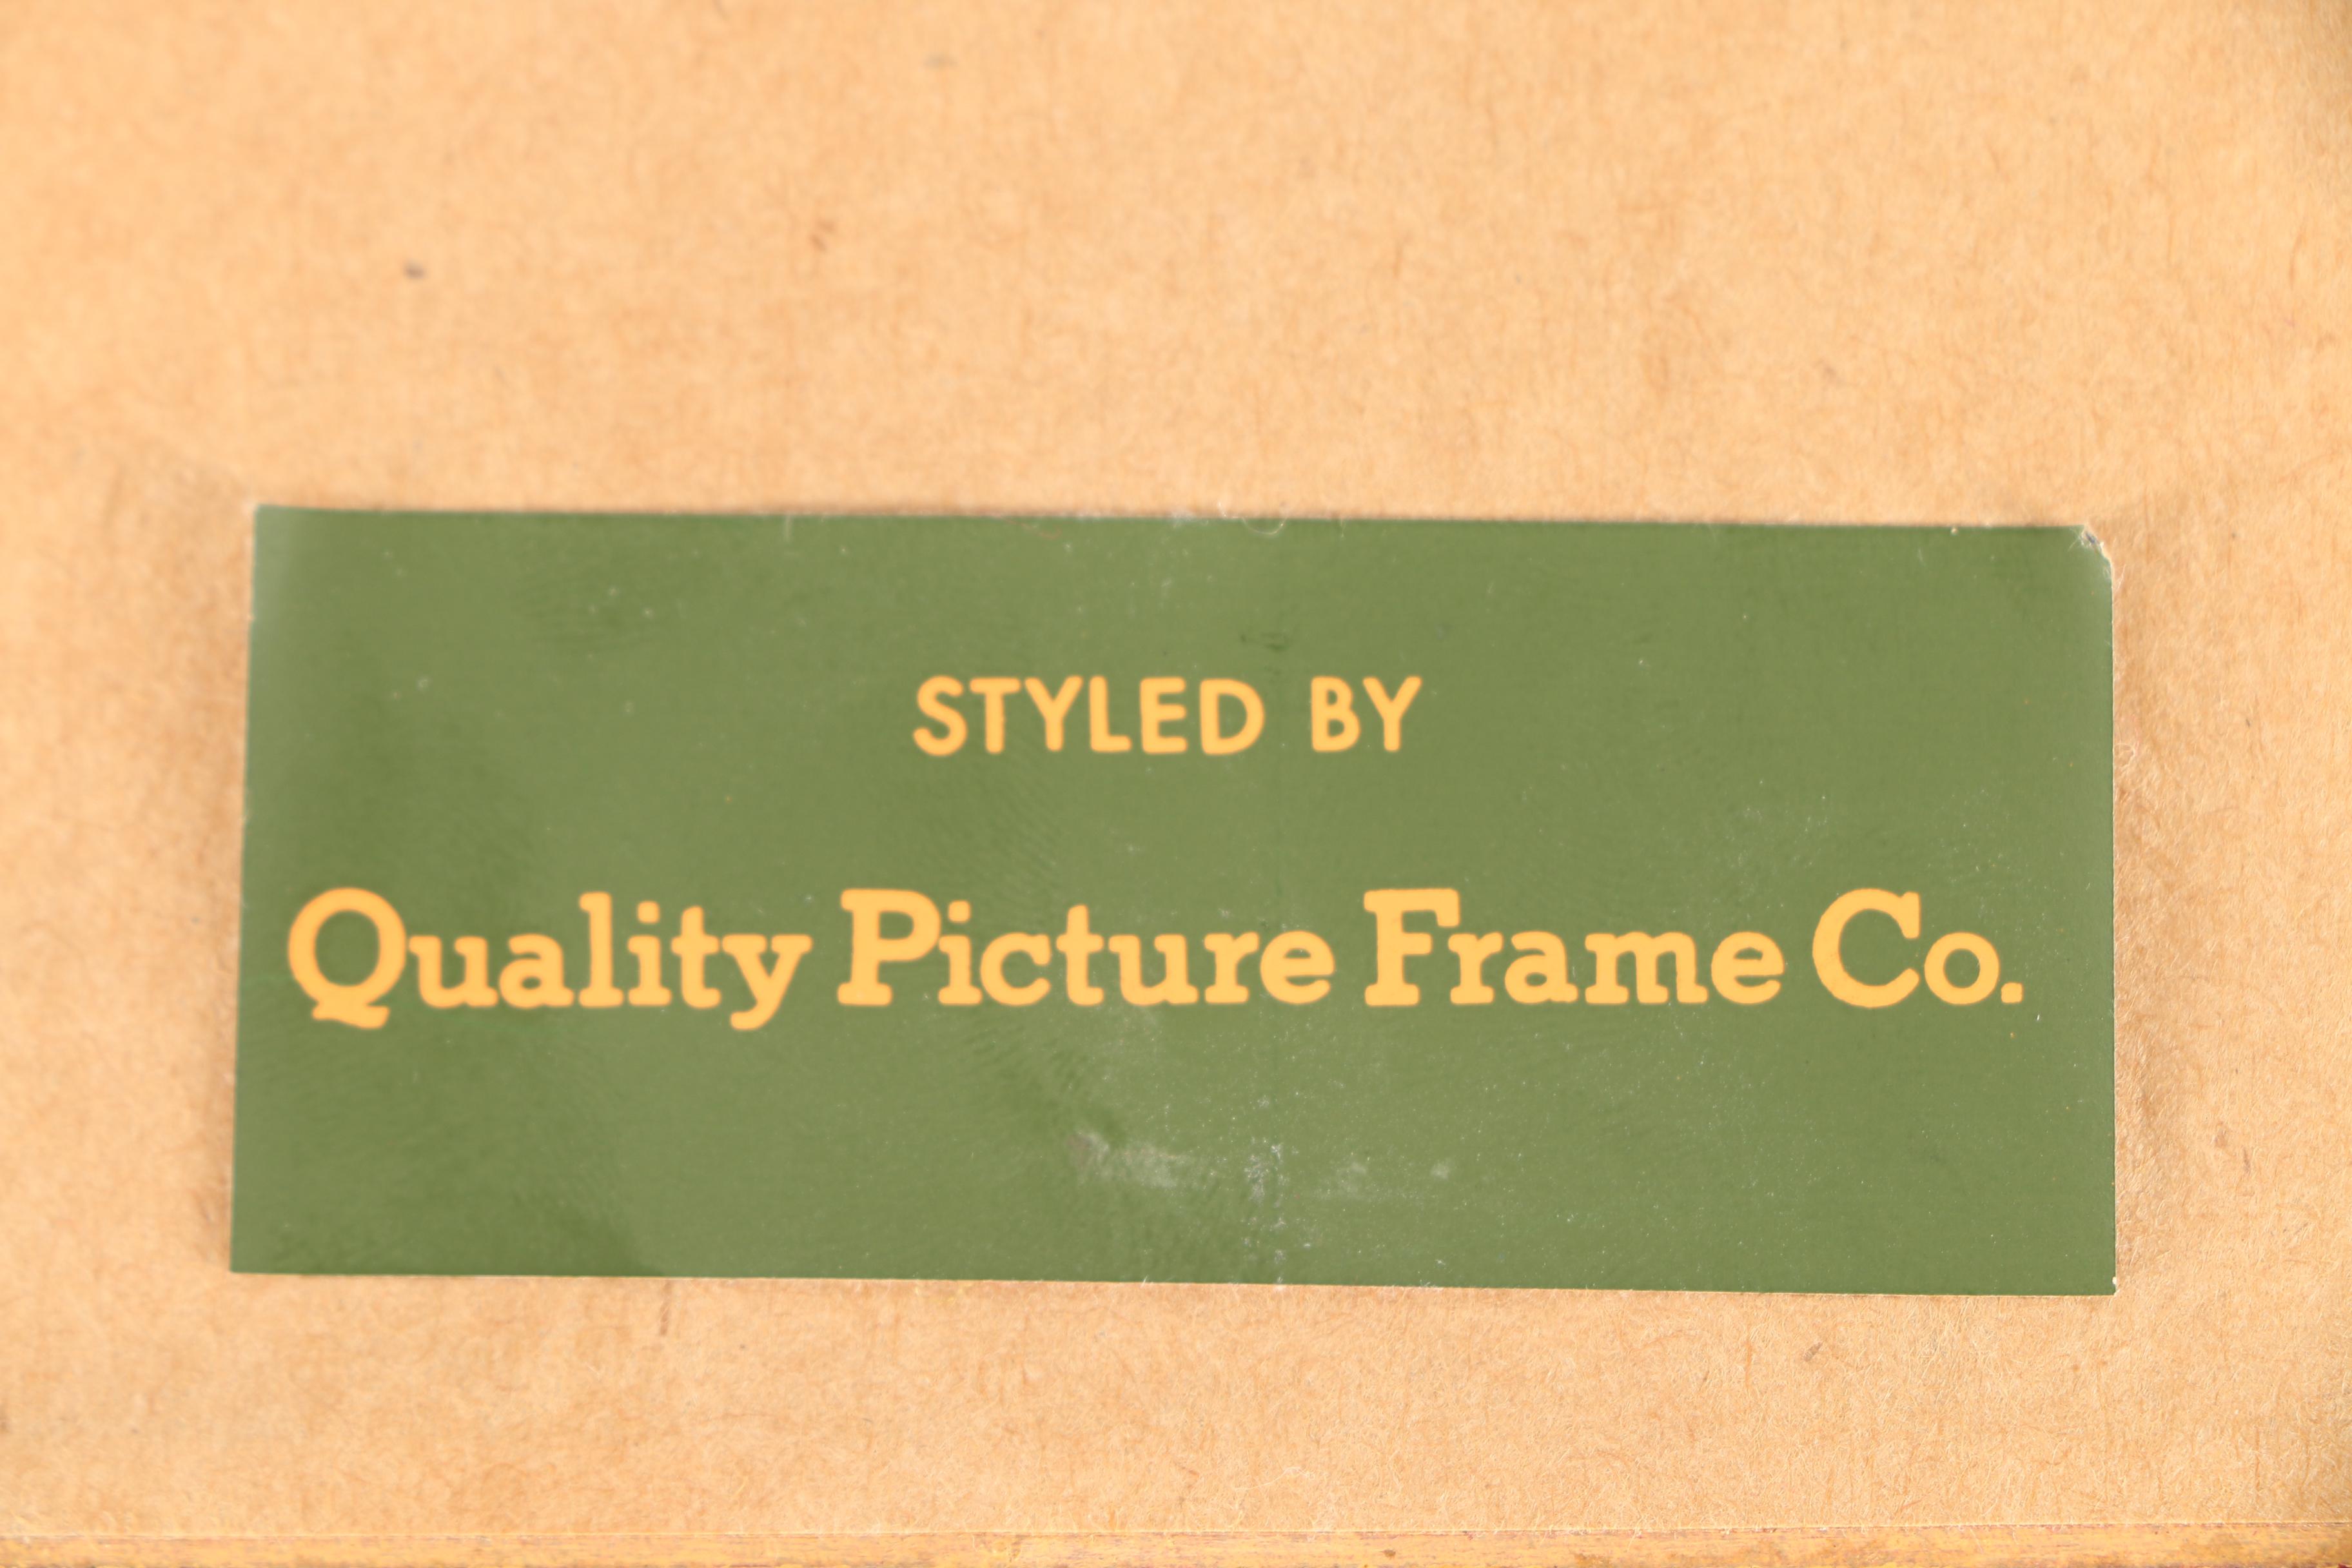 STYLED BY
Quality Picture Frame Co.